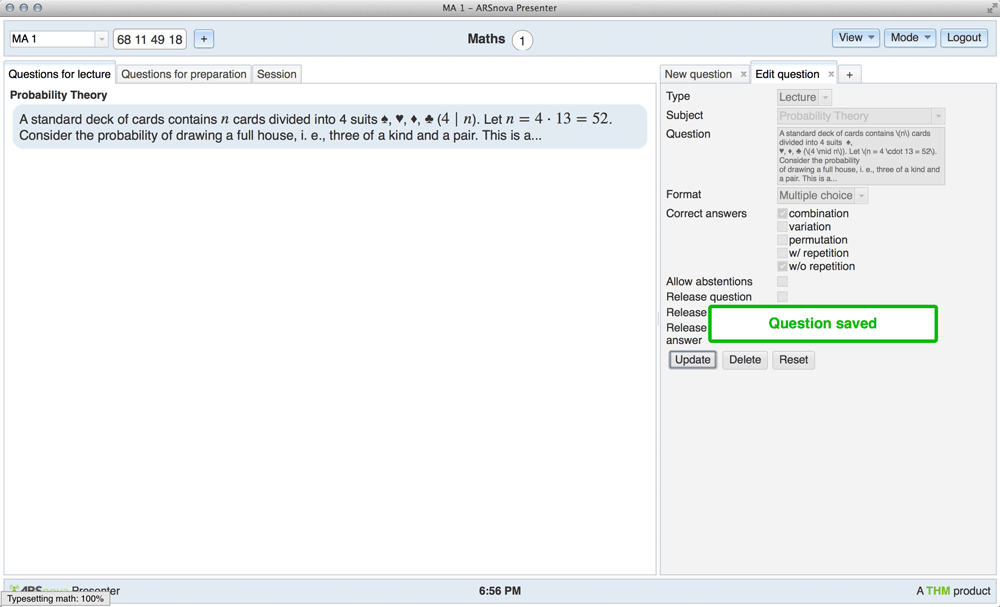 MA 1 – ARSnova Presenter
MA 1
68 11 49 18
+
Maths 1
View
Mode
Logout
Questions for lecture
Questions for preparation
Session
Probability Theory
A standard deck of cards contains n cards divided into 4 suits ♠, ♥, ♦, ♣ (4 | n). Let n = 4 · 13 = 52.
Consider the probability of drawing a full house, i. e., three of a kind and a pair. This is a...
New question ×
Edit question ×
+
Type
Lecture
Subject
Probability Theory
Question
A standard deck of cards contains \(n\) cards
divided into 4 suits ♠,
♥, ♦, ♣ (\(4 \mid n\)). Let \(n = 4 \cdot 13 = 52\).
Consider the probability
of drawing a full house, i. e., three of a kind and
a pair. This is a...
Format
Multiple choice
Correct answers
combination
variation
permutation
w/ repetition
w/o repetition
Allow abstentions
Release question
Release
Release
answer
Question saved
Update
Delete
Reset
ARSnova Presenter
Typesetting math: 100%
6:56 PM
A THM product